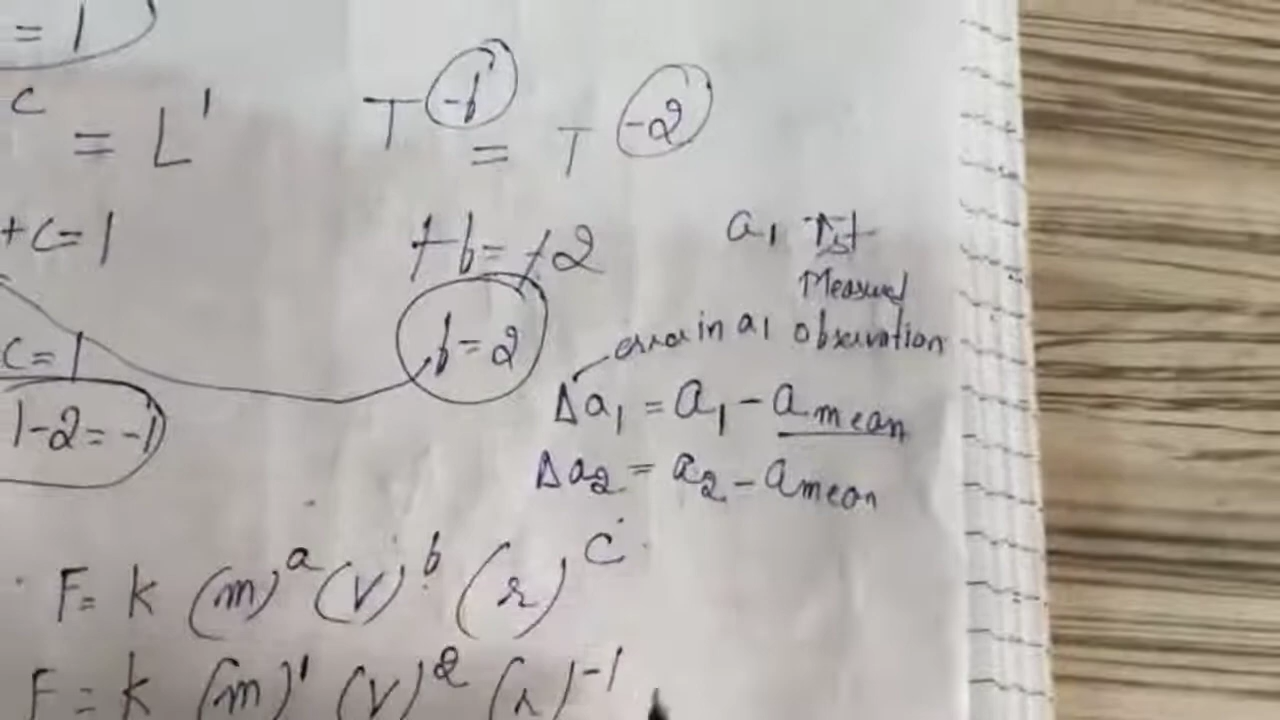 = 1
c = L¹ T^-b = T^-2
+c=1 +b=+2 a₁ 1st
Measured
c=1 b=2 error in a₁ observation
1-2=-1 Δa₁ = a₁ - a mean
Δa₂ = a₂ - a mean
F= k (m)^a (v)^b (r)^c
F = k (m)¹ (v)² (r)^-1